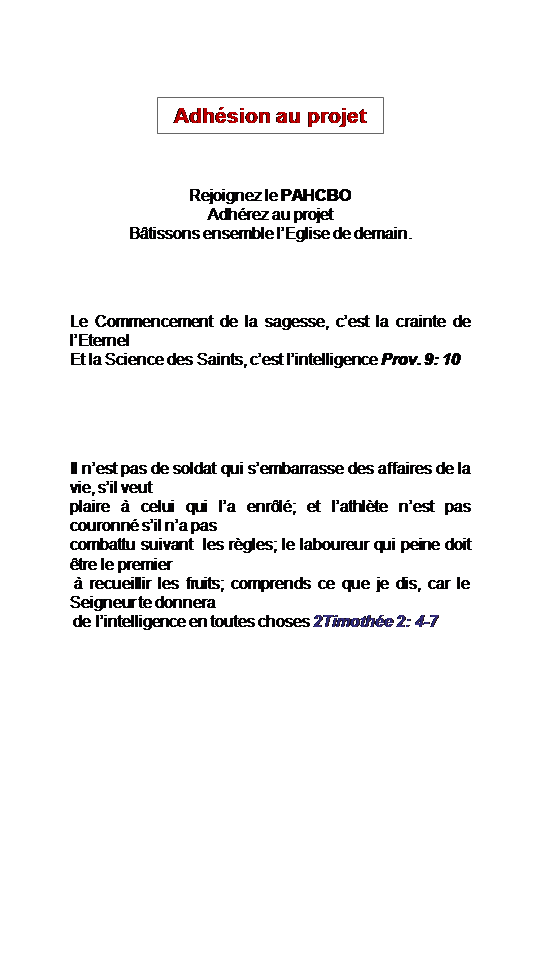 Adhésion au projet
Rejoignez le PAHCBO
Adhérez au projet
Bâtissons ensemble l’Eglise de demain.
Le Commencement de la sagesse, c’est la crainte de
l’Eternel
Et la Science des Saints, c’est l’intelligence Prov. 9: 10
Il n’est pas de soldat qui s’embarrasse des affaires de la
vie, s’il veut
plaire à celui qui l’a enrôlé; et l’athlète n’est pas
couronné s’il n’a pas
combattu suivant les règles; le laboureur qui peine doit
être le premier
à recueillir les fruits; comprends ce que je dis, car le
Seigneur te donnera
de l’intelligence en toutes choses 2Timothée 2: 4-7